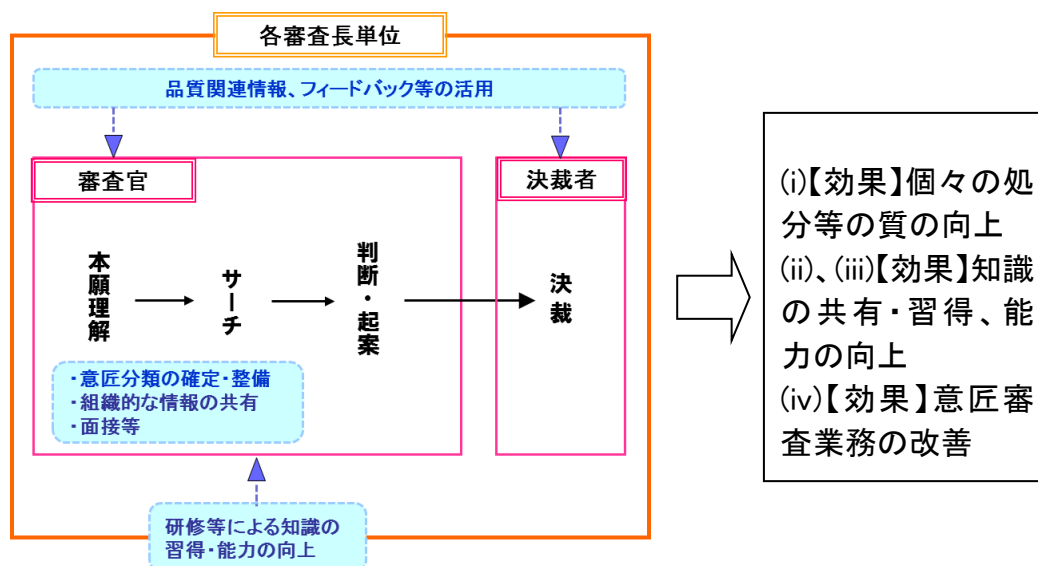 各審査長単位
品質関連情報、フィードバック等の活用
審査官
決裁者
本願理解
サーチ
判断・起案
決裁
・意匠分類の確定・整備
・組織的な情報の共有
・面接等
研修等による知識の
習得・能力の向上
(i)【効果】個々の処
分等の質の向上
(ii)、(iii)【効果】知識
の共有・習得、能
力の向上
(iv)【効果】意匠審
査業務の改善